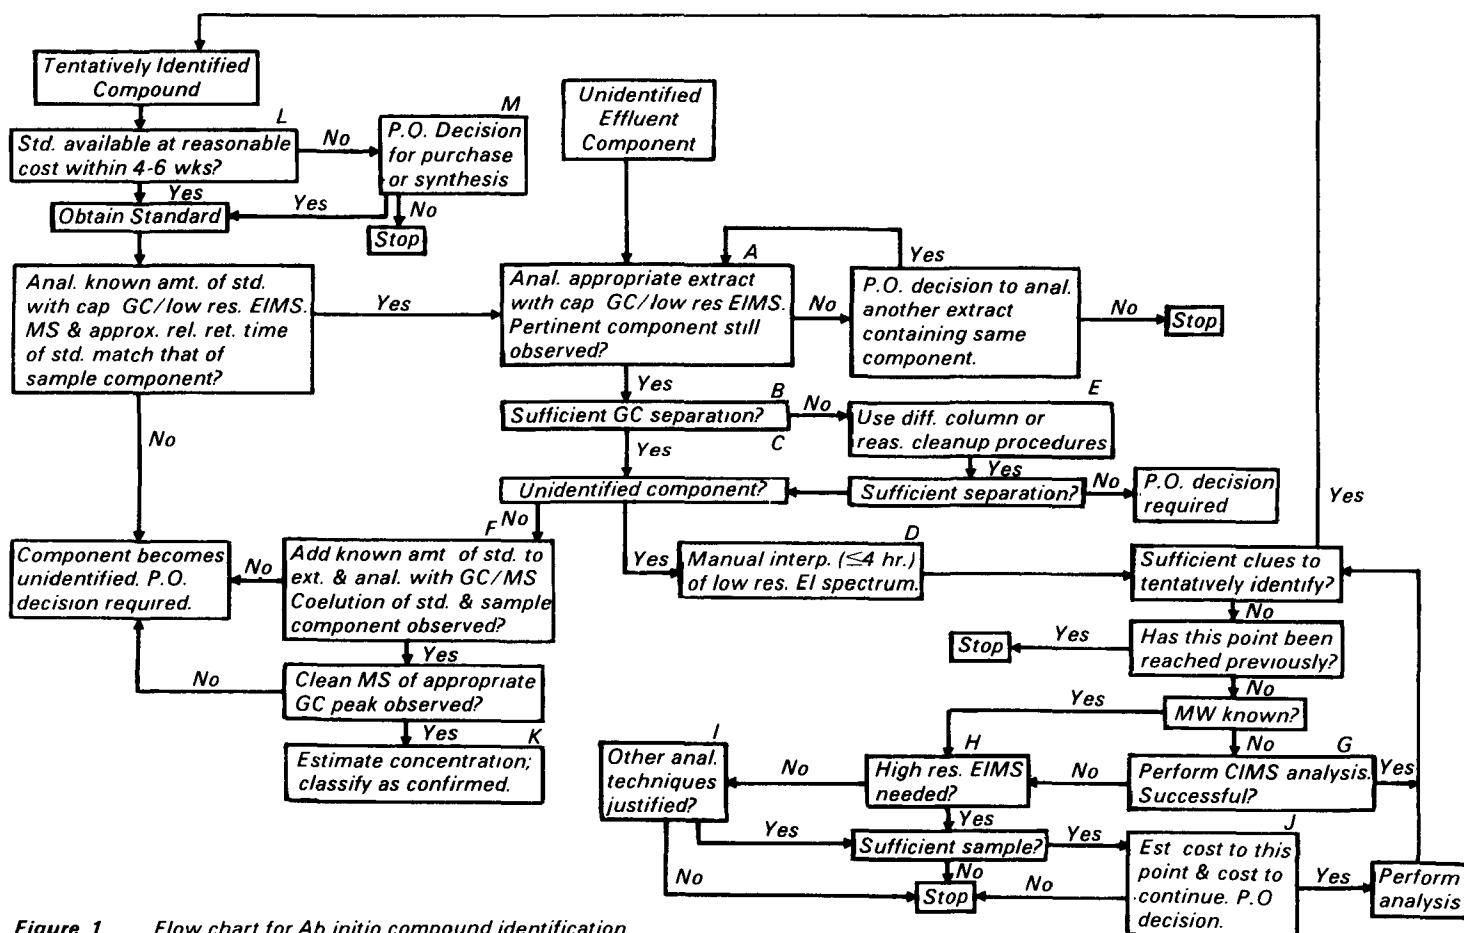 Tentatively Identified
Compound
L
Std. available at reasonable
cost within 4-6 wks?
No
M
P.O. Decision
for purchase
or synthesis
Yes
Obtain Standard
Yes
No
Stop
Anal. known amt. of std.
with cap GC/low res. EIMS.
MS & approx. rel. ret. time
of std. match that of
sample component?
Yes
No
Unidentified
Effluent
Component
A
Anal. appropriate extract
with cap GC/low res EIMS.
Pertinent component still
observed?
No
Yes
P.O. decision to anal.
another extract
containing same
component.
No
Stop
Yes
B
Sufficient GC separation?
No
E
Use diff. column or
reas. cleanup procedures
C
Yes
Yes
Unidentified component?
Sufficient separation?
No
P.O. decision
required
Yes
F
No
Component becomes
unidentified. P.O.
decision required.
No
Add known amt of std. to
ext. & anal. with GC/MS
Coelution of std. & sample
component observed?
Yes
D
Manual interp. (≤4 hr.)
of low res. EI spectrum.
Sufficient clues to
tentatively identify?
No
Yes
Stop
Yes
Has this point been
reached previously?
No
Clean MS of appropriate
GC peak observed?
No
Yes
MW known?
Yes
K
Estimate concentration;
classify as confirmed.
I
Other anal.
techniques
justified?
No
H
High res. EIMS
needed?
No
No
G
Perform CIMS analysis.
Successful?
Yes
Yes
Yes
Sufficient sample?
Yes
J
Est cost to this
point & cost to
continue. P.O
decision.
Yes
Perform
analysis
No
No
Stop
No
Figure 1. Flow chart for Ab initio compound identification